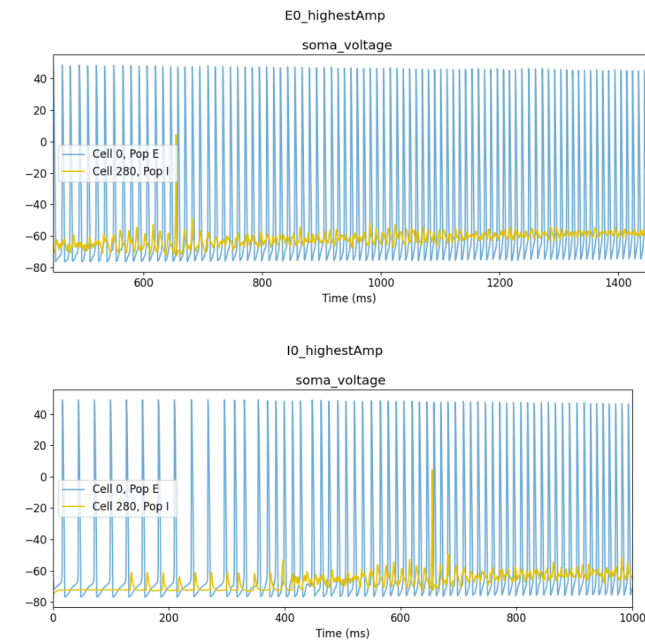 E0_highestAmp
soma_voltage
40
20
0
−20
−40
−60
−80
Cell 0, Pop E
Cell 280, Pop I
600
800
1000
1200
1400
Time (ms)
I0_highestAmp
soma_voltage
40
20
0
−20
−40
−60
−80
Cell 0, Pop E
Cell 280, Pop I
0
200
400
600
800
1000
Time (ms)